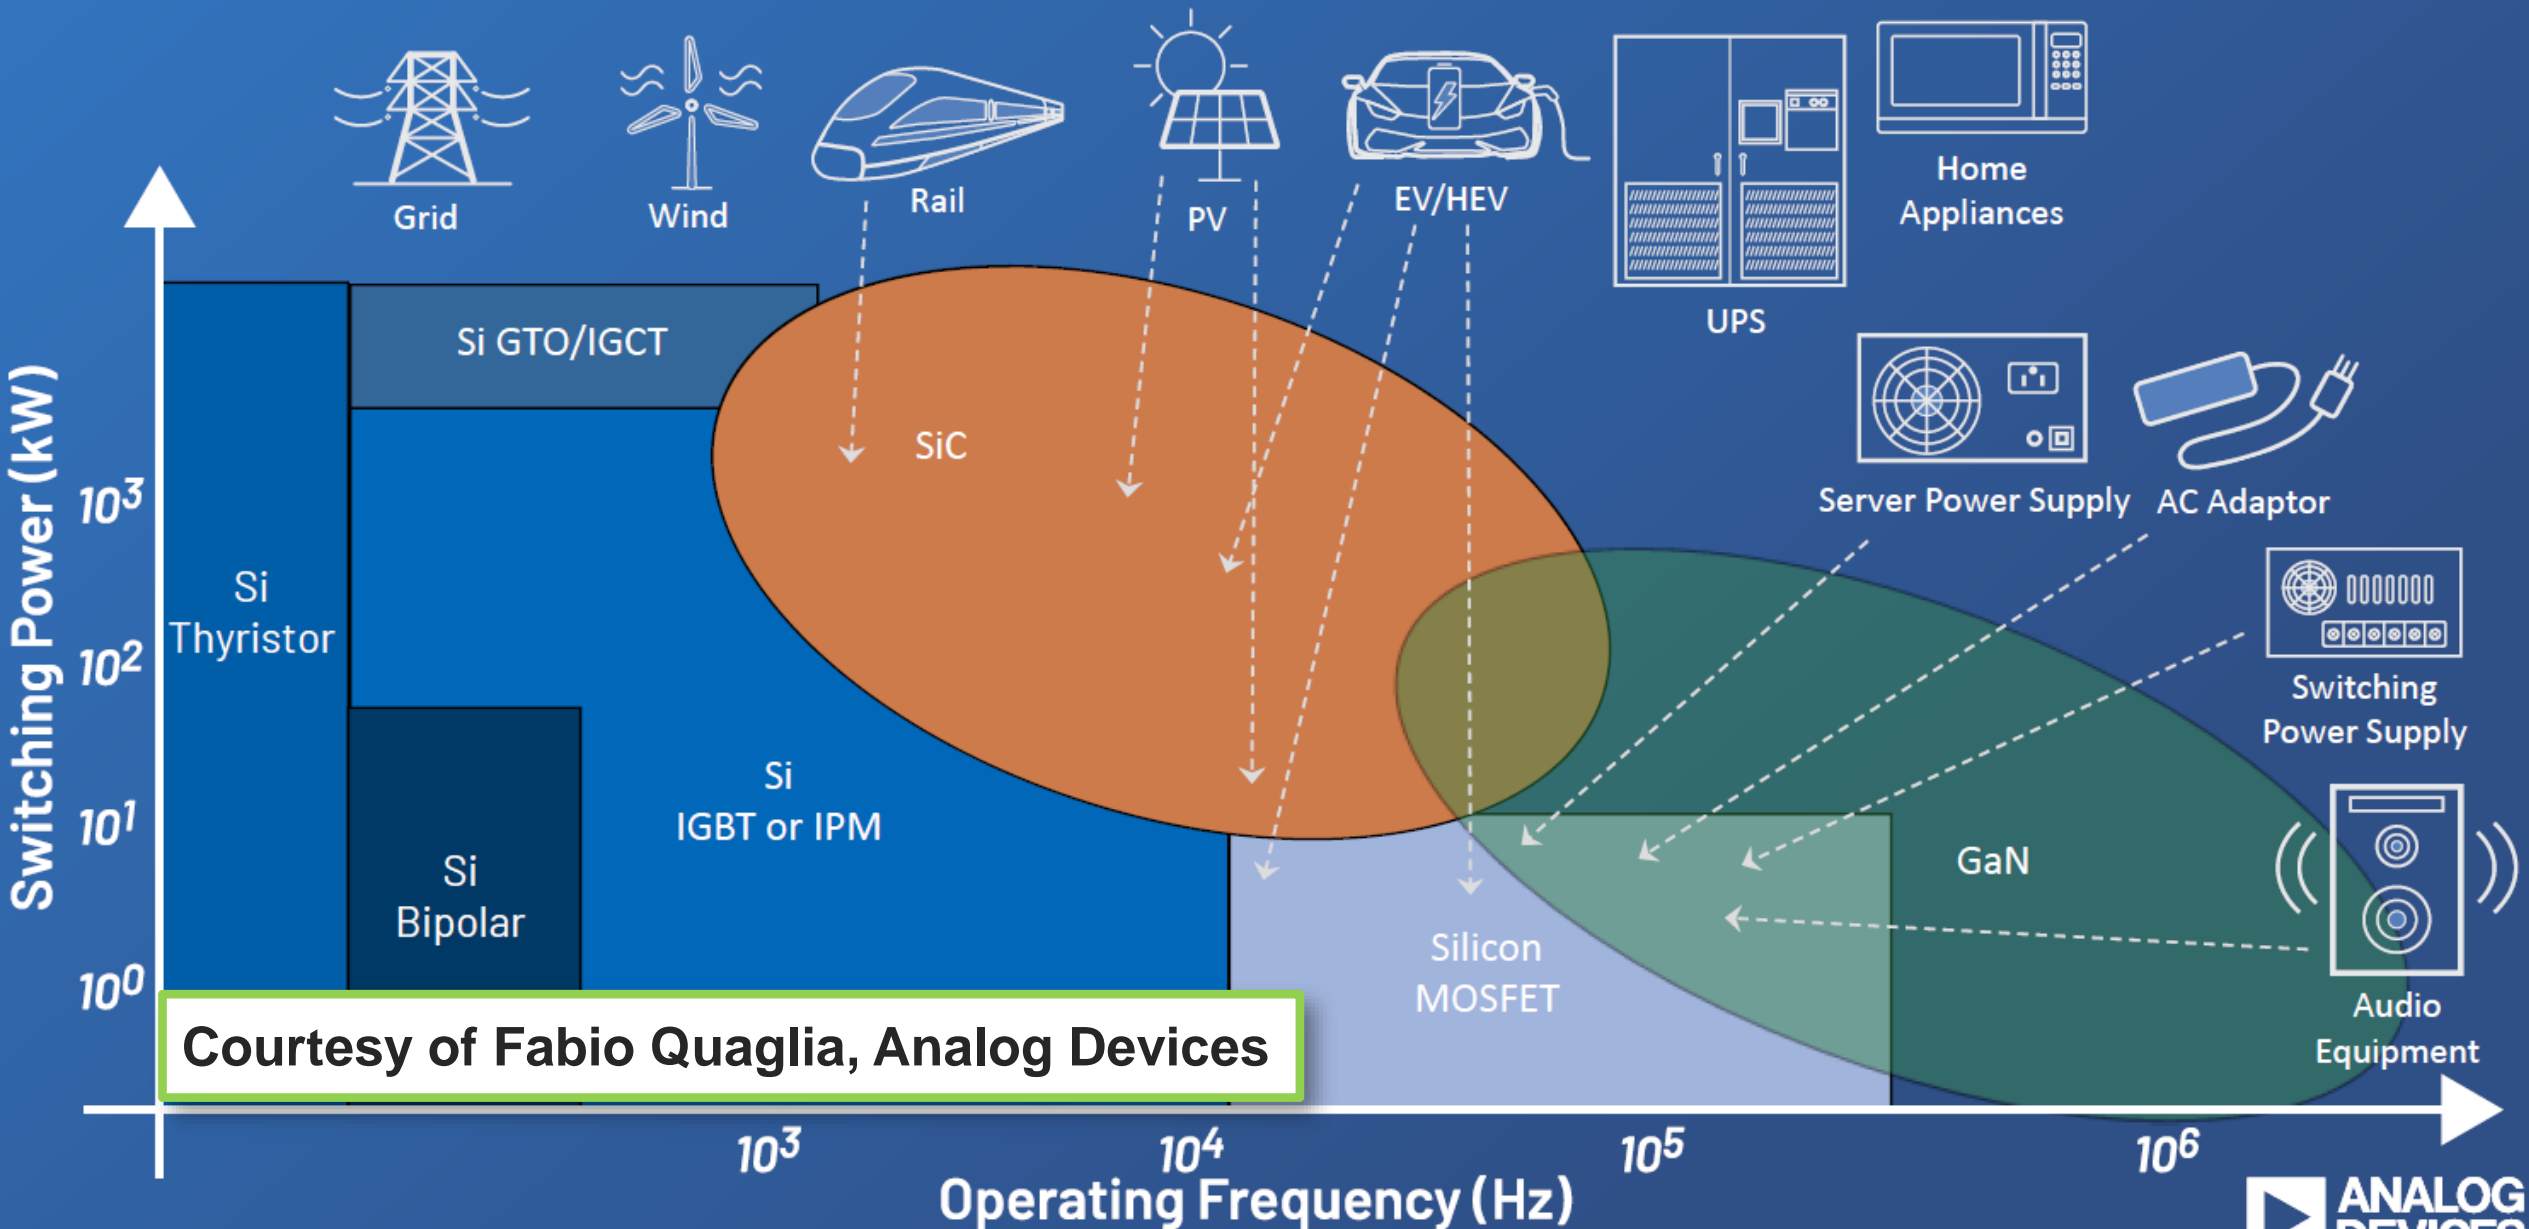 Grid
Wind
Rail
PV
EV/HEV
UPS
Home
Appliances
Server Power Supply
AC Adaptor
Switching
Power Supply
Audio
Equipment
Switching Power (kW)
10³
10²
10¹
10⁰
Si
Thyristor
Si GTO/IGCT
SiC
Si
IGBT or IPM
Si
Bipolar
Silicon
MOSFET
GaN
Courtesy of Fabio Quaglia, Analog Devices
10³
10⁴
10⁵
10⁶
Operating Frequency (Hz)
ANALOG
DEVICES